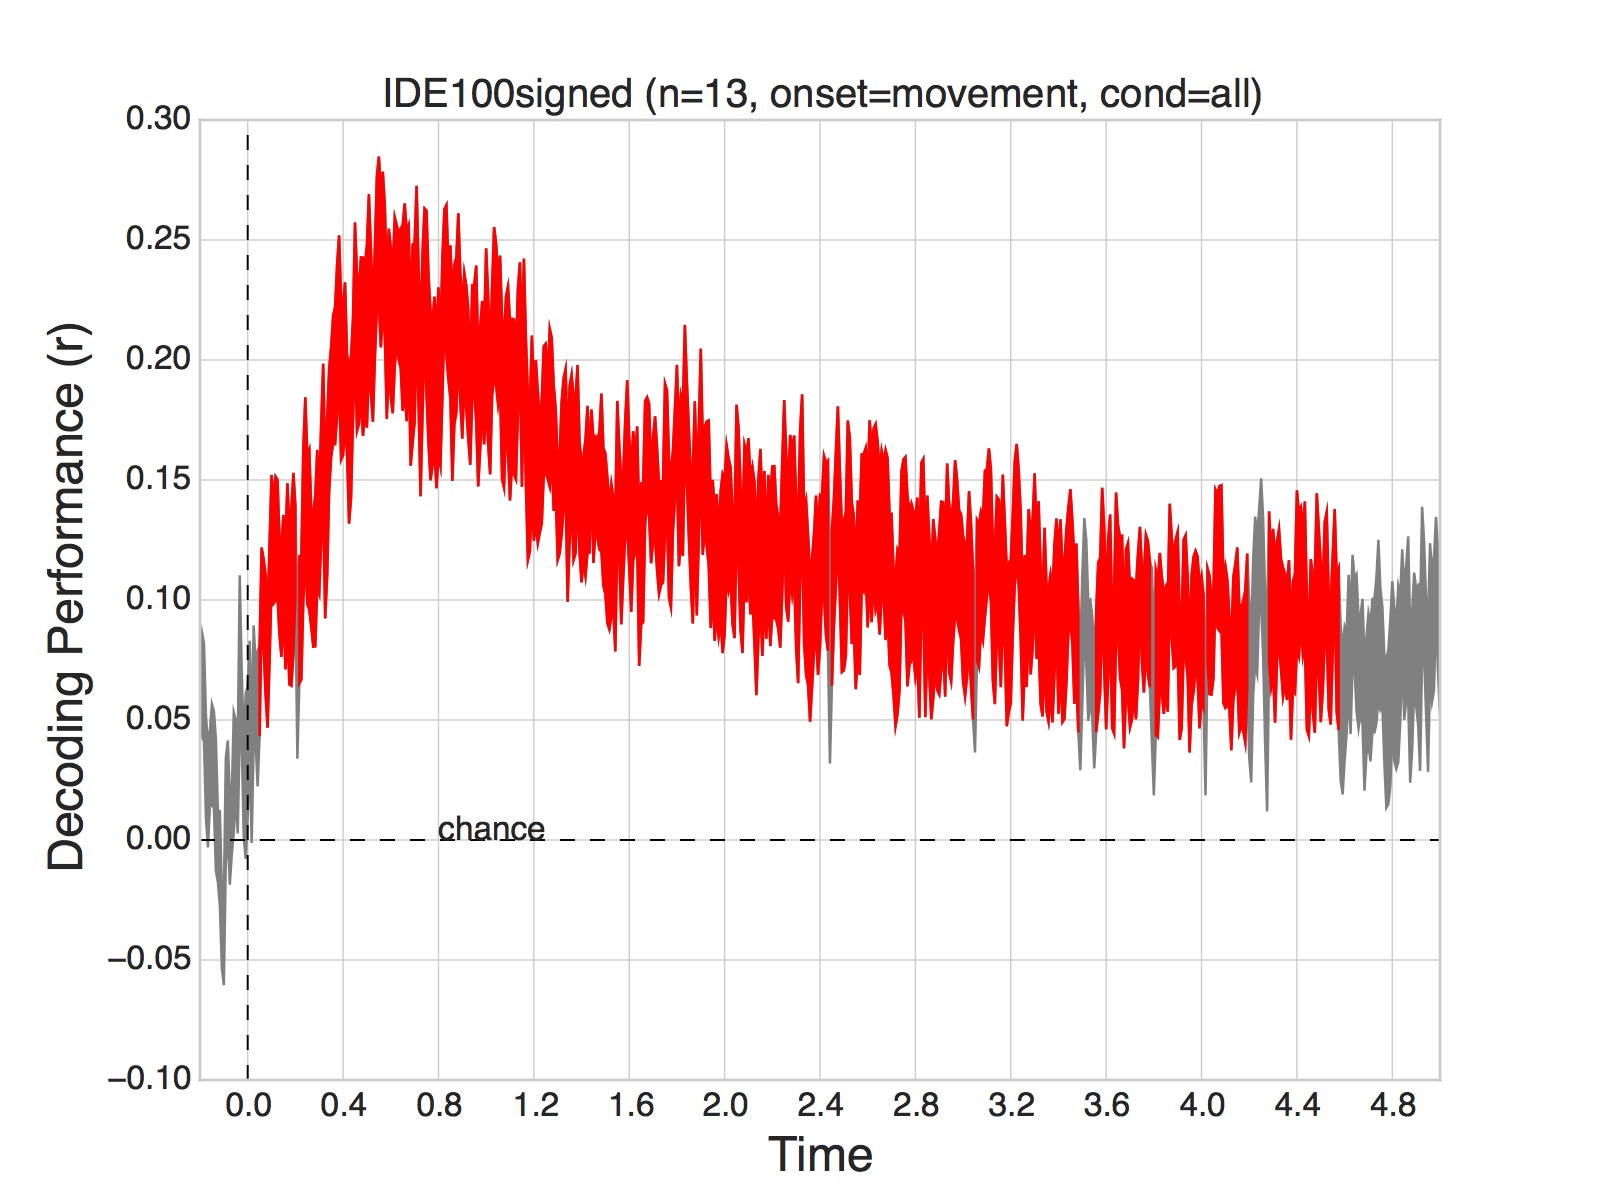 IDE100signed (n=13, onset=movement, cond=all)
Decoding Performance (r)
0.30
0.25
0.20
0.15
0.10
0.05
0.00
−0.05
−0.10
chance
0.0 0.4 0.8 1.2 1.6 2.0 2.4 2.8 3.2 3.6 4.0 4.4 4.8
Time